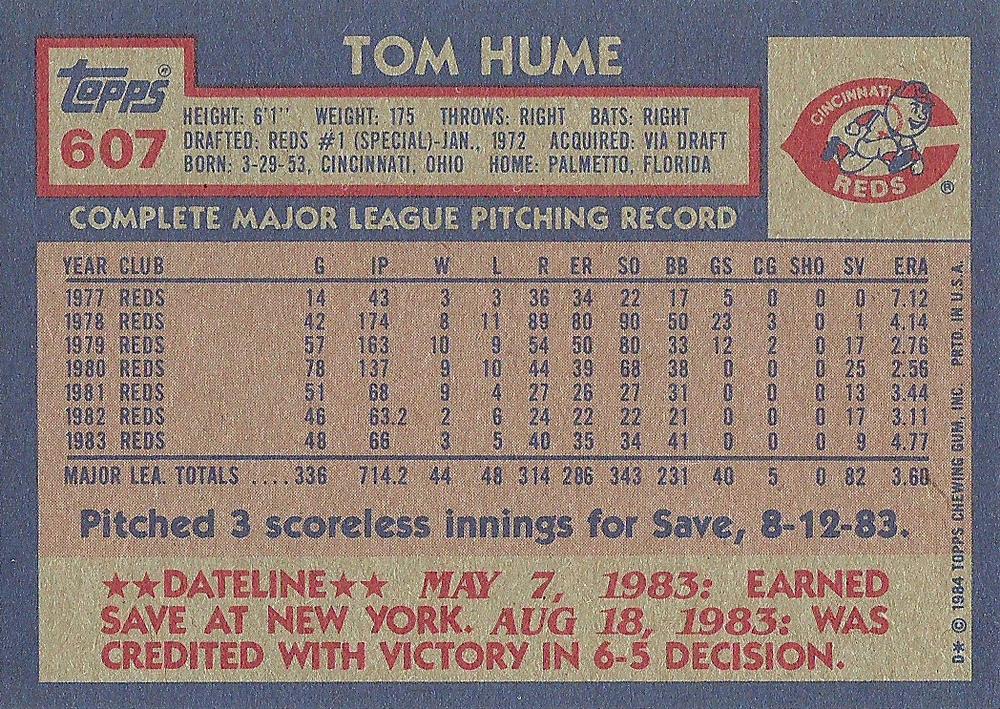 TOM HUME
Topps®
607
HEIGHT: 6'1'' WEIGHT: 175 THROWS: RIGHT BATS: RIGHT
DRAFTED: REDS #1 (SPECIAL)-JAN., 1972 ACQUIRED: VIA DRAFT
BORN: 3-29-53, CINCINNATI, OHIO HOME: PALMETTO, FLORIDA
CINCINNATI
REDS ®
COMPLETE MAJOR LEAGUE PITCHING RECORD
YEAR CLUB G IP W L R ER SO BB GS CG SHO SV ERA
1977 REDS 14 43 3 3 36 34 22 17 5 0 0 0 7.12
1978 REDS 42 174 8 11 89 80 90 50 23 3 0 1 4.14
1979 REDS 57 163 10 9 54 50 80 33 12 2 0 17 2.76
1980 REDS 78 137 9 10 44 39 68 38 0 0 0 25 2.56
1981 REDS 51 68 9 4 27 26 27 31 0 0 0 13 3.44
1982 REDS 46 63.2 2 6 24 22 22 21 0 0 0 17 3.11
1983 REDS 48 66 3 5 40 35 34 41 0 0 0 9 4.77
MAJOR LEA. TOTALS .... 336 714.2 44 48 314 286 343 231 40 5 0 82 3.60
Pitched 3 scoreless innings for Save, 8-12-83.
★★DATELINE★★ MAY 7, 1983: EARNED
SAVE AT NEW YORK. AUG 18, 1983: WAS
CREDITED WITH VICTORY IN 6-5 DECISION.
D* © 1984 TOPPS CHEWING GUM, INC. PRTD. IN U.S.A.